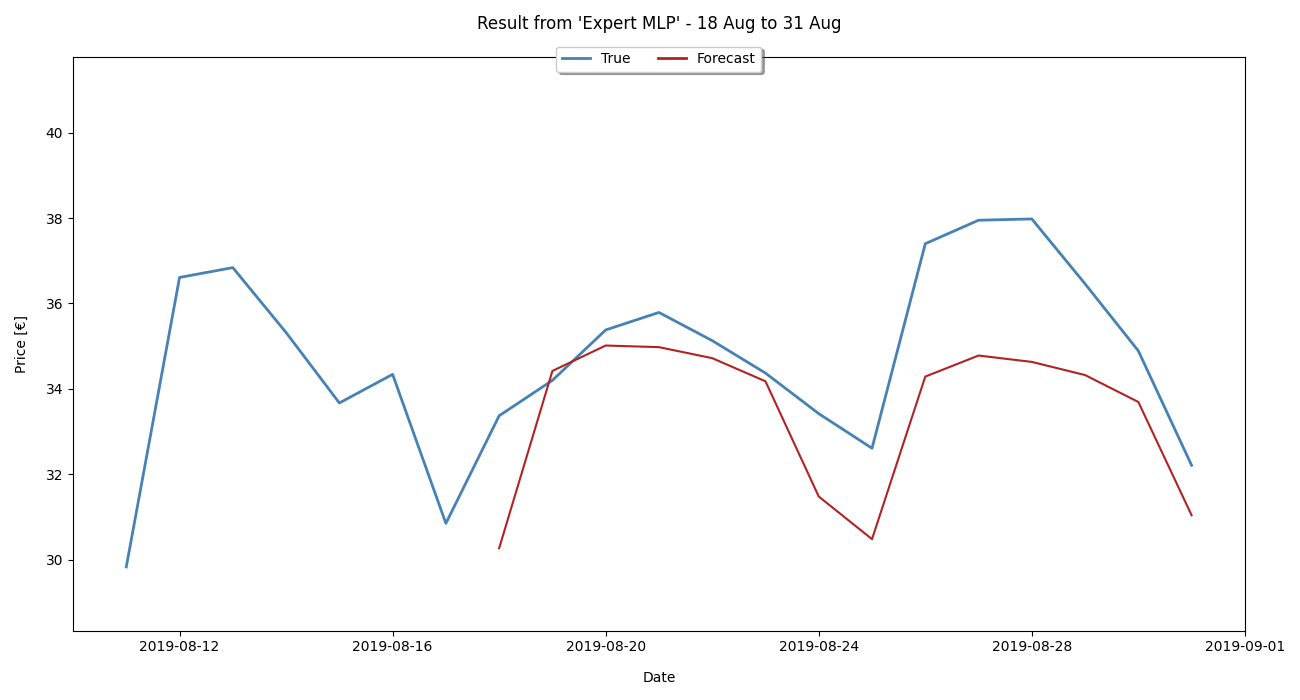 Result from 'Expert MLP' - 18 Aug to 31 Aug
True Forecast
40
38
36
34
32
30
Price [€]
2019-08-12 2019-08-16 2019-08-20 2019-08-24 2019-08-28 2019-09-01
Date